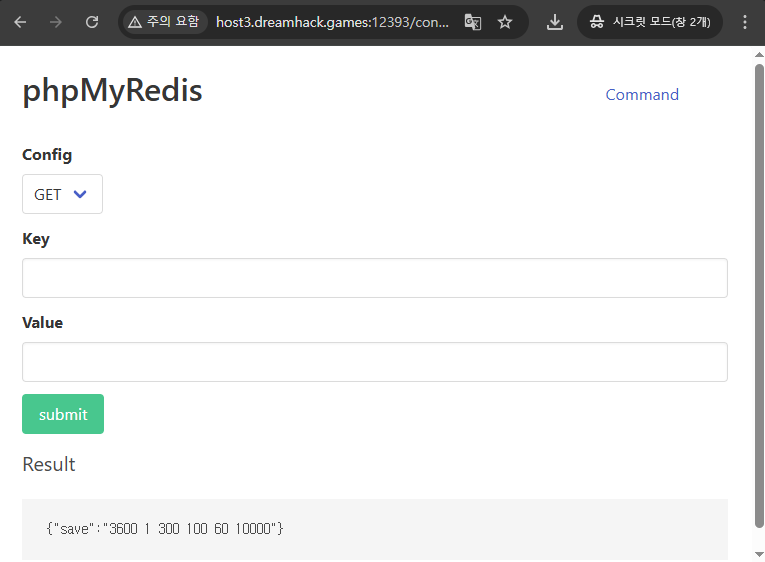 주의 요함
host3.dreamhack.games:12393/con...
시크릿 모드(창 2개)
phpMyRedis
Command
Config
GET
Key
Value
submit
Result
{"save":"3600 1 300 100 60 10000"}